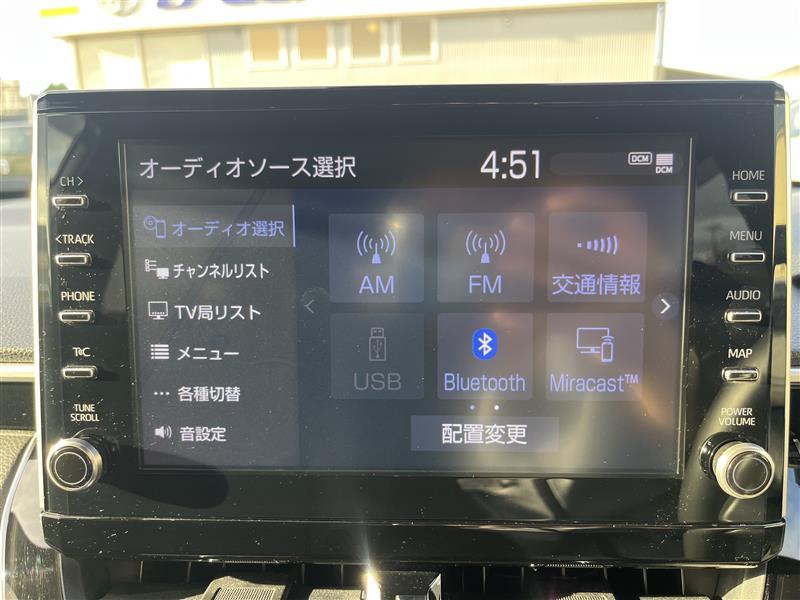 オーディオソース選択 4:51 DCM DCM
オーディオ選択
チャンネルリスト
TV局リスト
メニュー
各種切替
音設定
AM FM 交通情報
USB Bluetooth Miracast™
配置変更
CH >
< TRACK
PHONE
T&C
TUNE
SCROLL
HOME
MENU
AUDIO
MAP
POWER
VOLUME